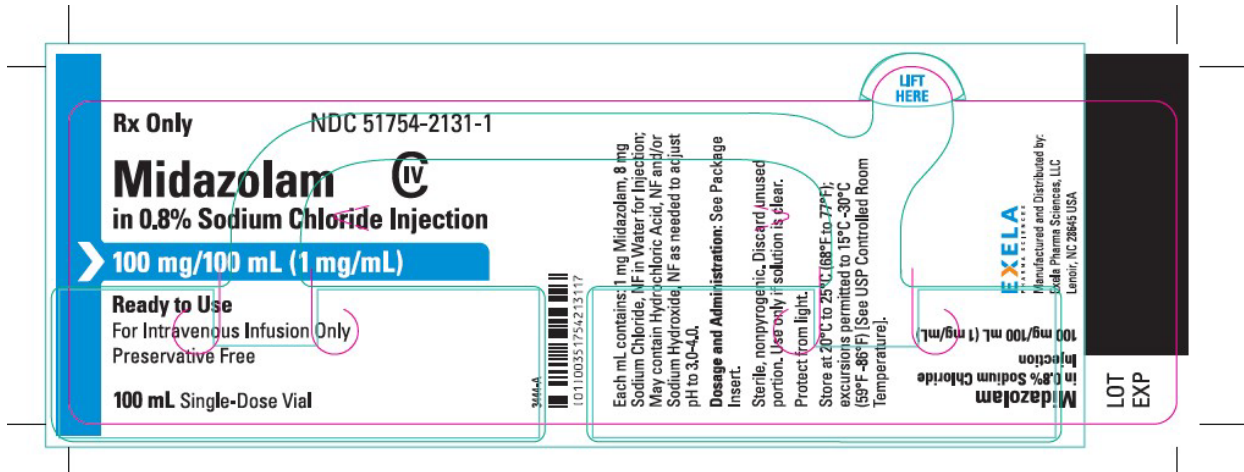 Rx Only NDC 51754-2131-1
Midazolam CIV
in 0.8% Sodium Chloride Injection
100 mg/100 mL (1 mg/mL)
Ready to Use
For Intravenous Infusion Only
Preservative Free
100 mL Single-Dose Vial
3444-A
(01)00351754213117
Each mL contains: 1 mg Midazolam, 8 mg
Sodium Chloride, NF in Water for Injection;
May contain Hydrochloric Acid, NF and/or
Sodium Hydroxide, NF as needed to adjust
pH to 3.0-4.0.
Dosage and Administration: See Package
Insert.
Sterile, nonpyrogenic. Discard unused
portion. Use only if solution is clear.
Protect from light.
Store at 20°C to 25°C (68°F to 77°F);
excursions permitted to 15°C -30°C
(59°F -86°F) [See USP Controlled Room
Temperature].
LIFT
HERE
EXELA
PHARMA SCIENCES
Manufactured and Distributed by:
Exela Pharma Sciences, LLC
Lenoir, NC 28645 USA
Midazolam
in 0.8% Sodium Chloride
Injection
100 mg/100 mL (1 mg/mL)
LOT
EXP